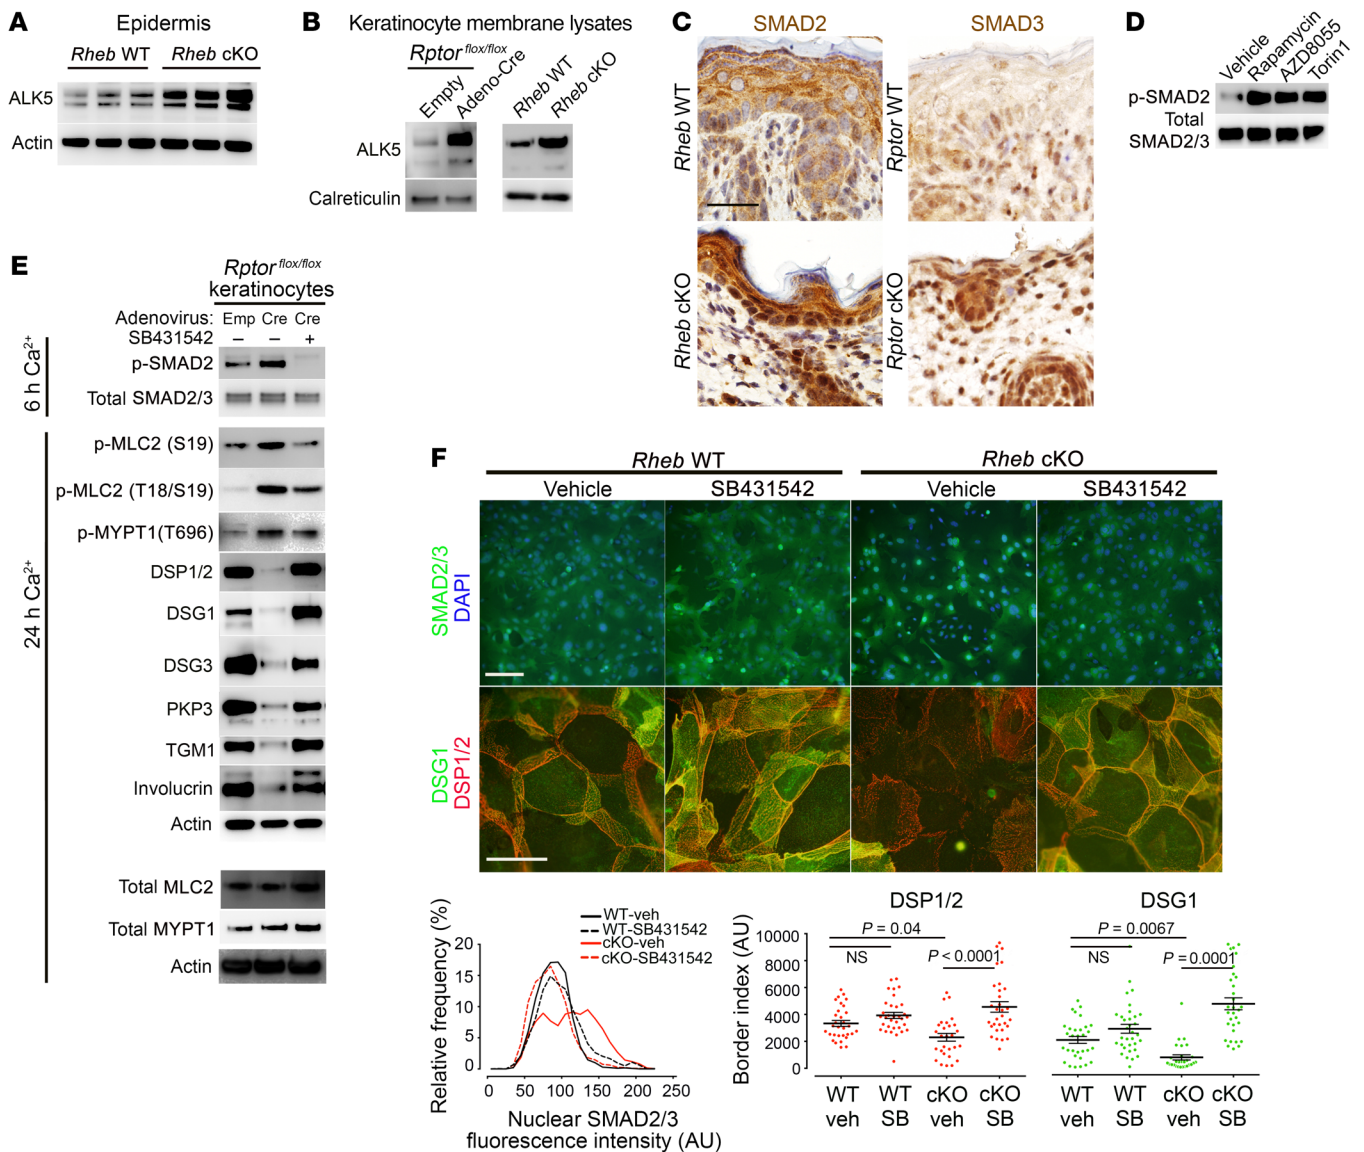 A
Epidermis
Rheb WT Rheb cKO
ALK5
Actin
B
Keratinocyte membrane lysates
Rptor flox/flox
Empty
Adeno-Cre
Rheb WT
Rheb cKO
ALK5
Calreticulin
C
SMAD2 SMAD3
Rheb WT
Rptor WT
Rheb cKO
Rptor cKO
D
Vehicle
Rapamycin
AZD8055
Torin1
p-SMAD2
Total
SMAD2/3
E
Rptor flox/flox
keratinocytes
Adenovirus: Emp Cre Cre
SB431542 – – +
6 h Ca2+
p-SMAD2
Total SMAD2/3
24 h Ca2+
p-MLC2 (S19)
p-MLC2 (T18/S19)
p-MYPT1(T696)
DSP1/2
DSG1
DSG3
PKP3
TGM1
Involucrin
Actin
Total MLC2
Total MYPT1
Actin
F
Rheb WT Rheb cKO
Vehicle SB431542 Vehicle SB431542
SMAD2/3
DAPI
DSG1
DSP1/2
Relative frequency (%)
20
15
10
5
0
0 50 100 150 200 250
Nuclear SMAD2/3
fluorescence intensity (AU)
WT-veh
WT-SB431542
cKO-veh
cKO-SB431542
DSP1/2
Border index (AU)
10000
8000
6000
4000
2000
0
P = 0.04
NS
P < 0.0001
WT WT cKO cKO
veh SB veh SB
DSG1
P = 0.0067
NS
P = 0.0001
WT WT cKO cKO
veh SB veh SB